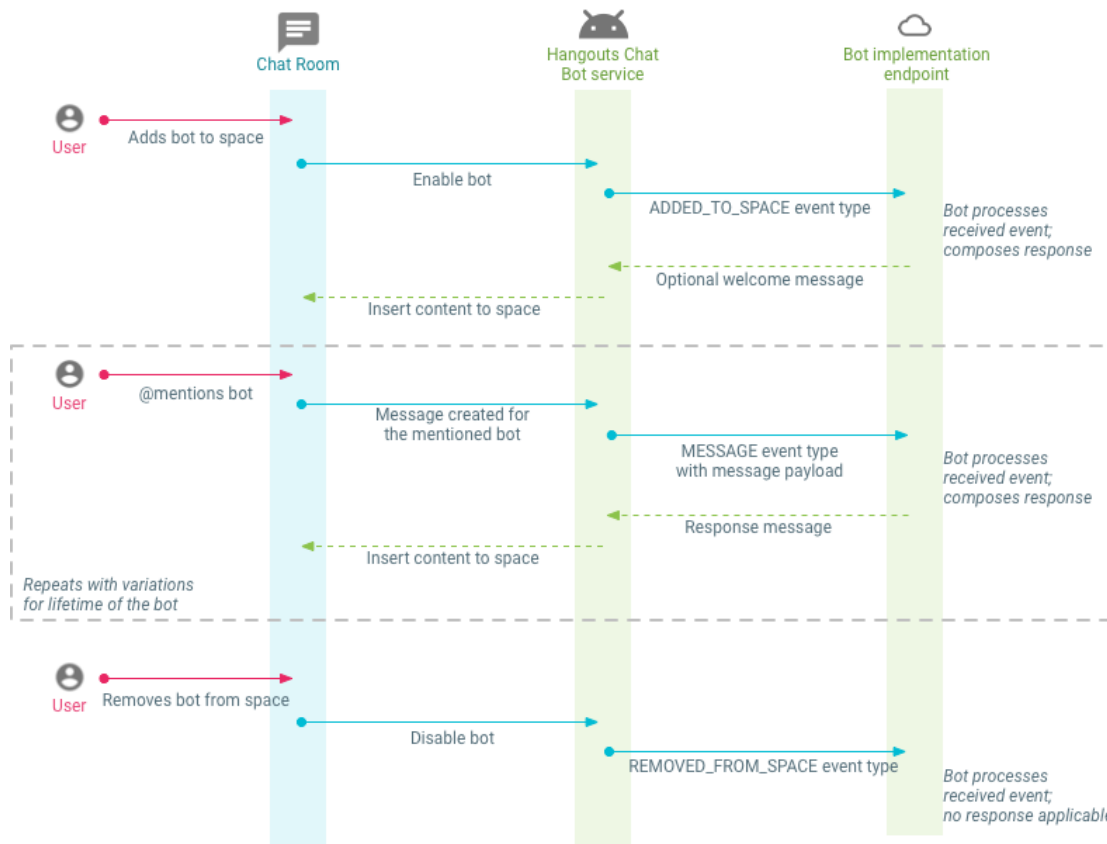 Chat Room
Hangouts Chat
Bot service
Bot implementation
endpoint
User
Adds bot to space
Enable bot
ADDED_TO_SPACE event type
Bot processes
received event;
composes response
Optional welcome message
Insert content to space
User
@mentions bot
Message created for
the mentioned bot
MESSAGE event type
with message payload
Bot processes
received event;
composes response
Response message
Insert content to space
Repeats with variations
for lifetime of the bot
User
Removes bot from space
Disable bot
REMOVED_FROM_SPACE event type
Bot processes
received event;
no response applicable